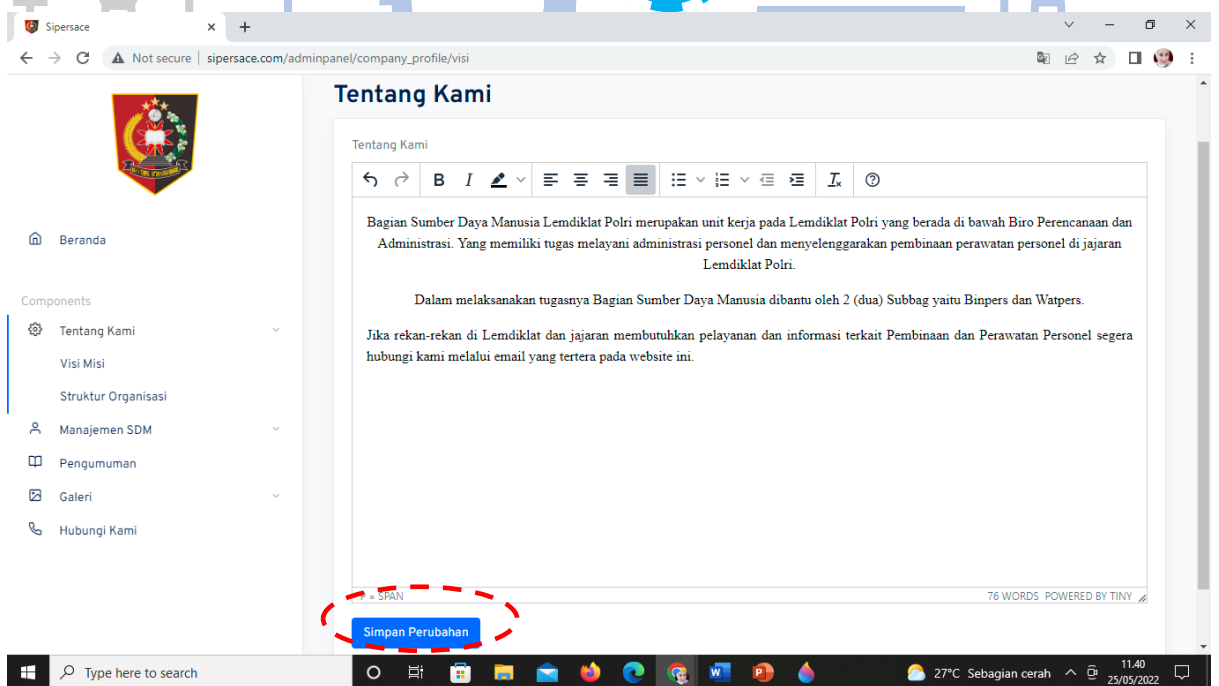 Sipersace
Not secure | sipersace.com/adminpanel/company_profile/visi
Tentang Kami
Tentang Kami
B I
Bagian Sumber Daya Manusia Lemdiklat Polri merupakan unit kerja pada Lemdiklat Polri yang berada di bawah Biro Perencanaan dan
Administrasi. Yang memiliki tugas melayani administrasi personel dan menyelenggarakan pembinaan perawatan personel di jajaran
Lemdiklat Polri.
Dalam melaksanakan tugasnya Bagian Sumber Daya Manusia dibantu oleh 2 (dua) Subbag yaitu Binpers dan Watpers.
Jika rekan-rekan di Lemdiklat dan jajaran membutuhkan pelayanan dan informasi terkait Pembinaan dan Perawatan Personel segera
hubungi kami melalui email yang tertera pada website ini.
Beranda
Components
Tentang Kami
Visi Misi
Struktur Organisasi
Manajemen SDM
Pengumuman
Galeri
Hubungi Kami
P » SPAN
76 WORDS POWERED BY TINY
Simpan Perubahan
Type here to search
27°C Sebagian cerah
11.40
25/05/2022